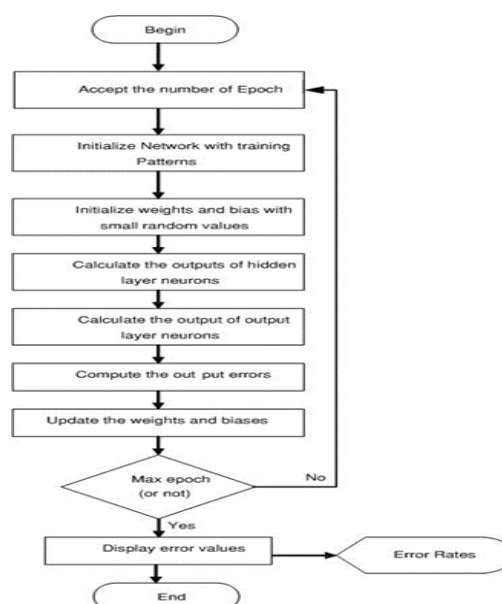 Begin
Accept the number of Epoch
Initialize Network with training
Patterns
Initialize weights and bias with
small random values
Calculate the outputs of hidden
layer neurons
Calculate the output of output
layer neurons
Compute the out put errors
Update the weights and biases
Max epoch
(or not)
No
Yes
Display error values
Error Rates
End